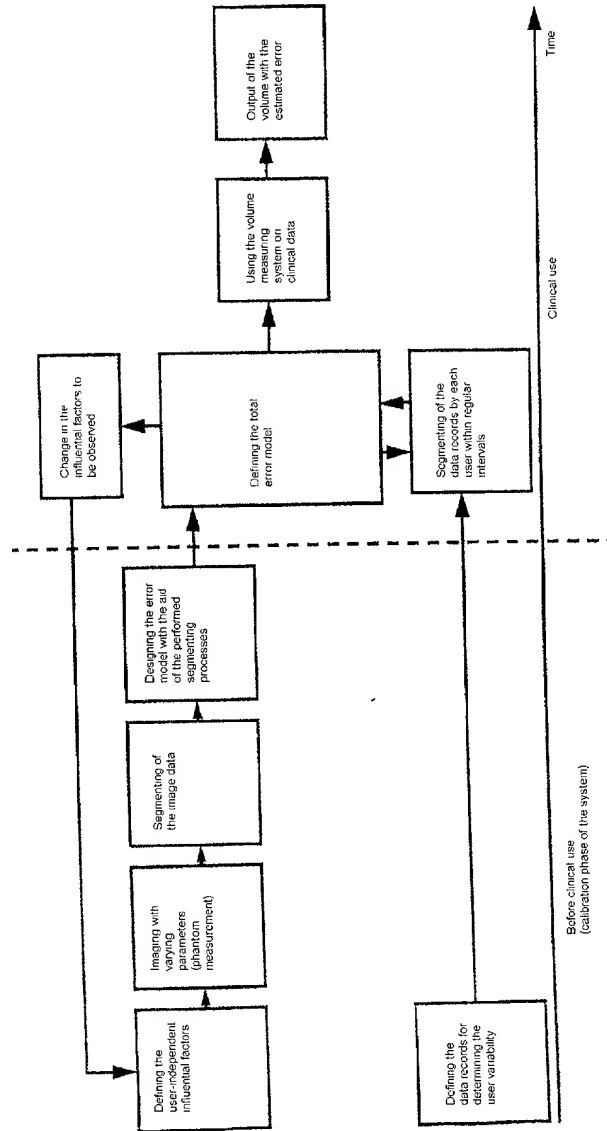 Change in the
influential factors to
be observed
Defining the
user-independent
influential factors
Imaging with
varying
parameters
(phantom
measurement)
Segmenting of
the image data
Designing the error
model with the aid
of the performed
segmenting
processes
Defining the total
error model
Using the volume
measuring
system on
clinical data
Output of the
volume with the
estimated error
Defining the
data records for
determining the
user variability
Segmenting of the
data records by each
user within regular
intervals
Before clinical use
(calibration phase of the system)
Clinical use
Time